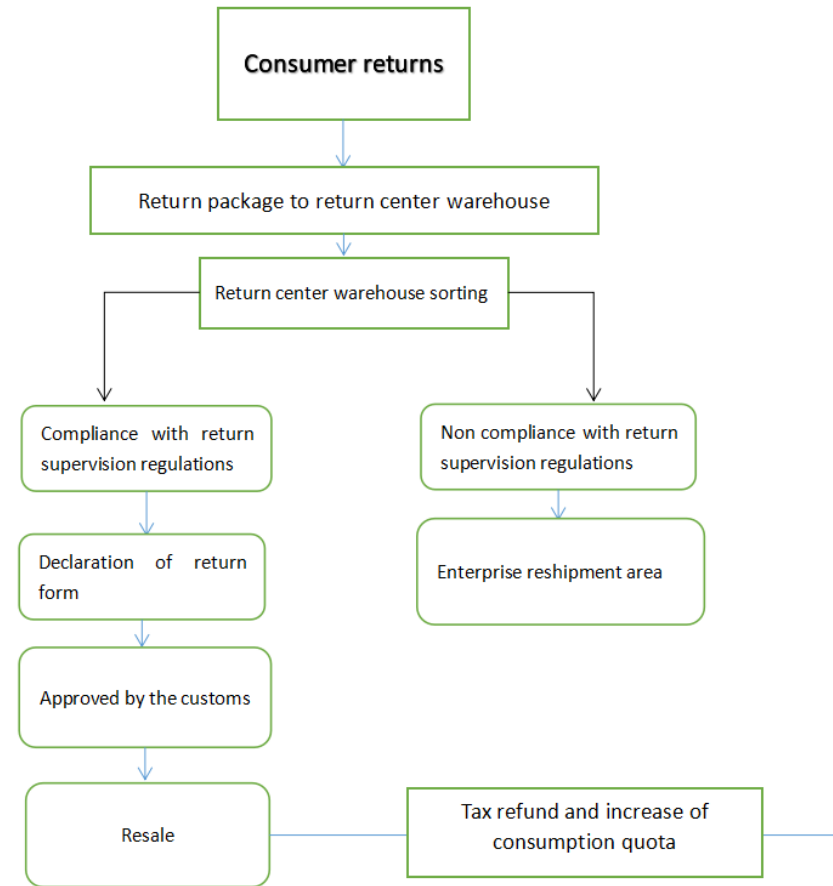 Consumer returns
Return package to return center warehouse
Return center warehouse sorting
Compliance with return
supervision regulations
Non compliance with return
supervision regulations
Declaration of return
form
Enterprise reshipment area
Approved by the customs
Resale
Tax refund and increase of
consumption quota